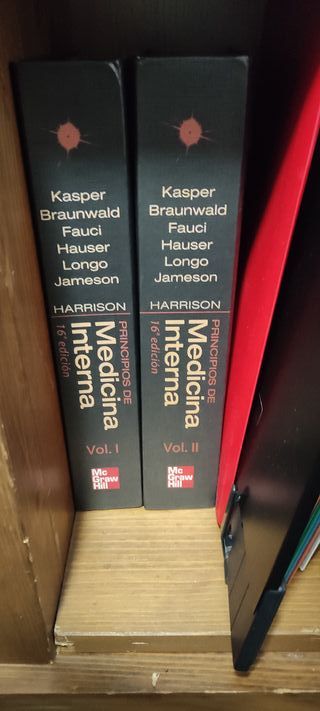 Kasper
Braunwald
Fauci
Hauser
Longo
Jameson
HARRISON
PRINCIPIOS DE
Medicina
Interna
16ª edición
Vol. I
Mc
Graw
Hill
Kasper
Braunwald
Fauci
Hauser
Longo
Jameson
HARRISON
PRINCIPIOS DE
Medicina
Interna
16ª edición
Vol. II
Mc
Graw
Hill